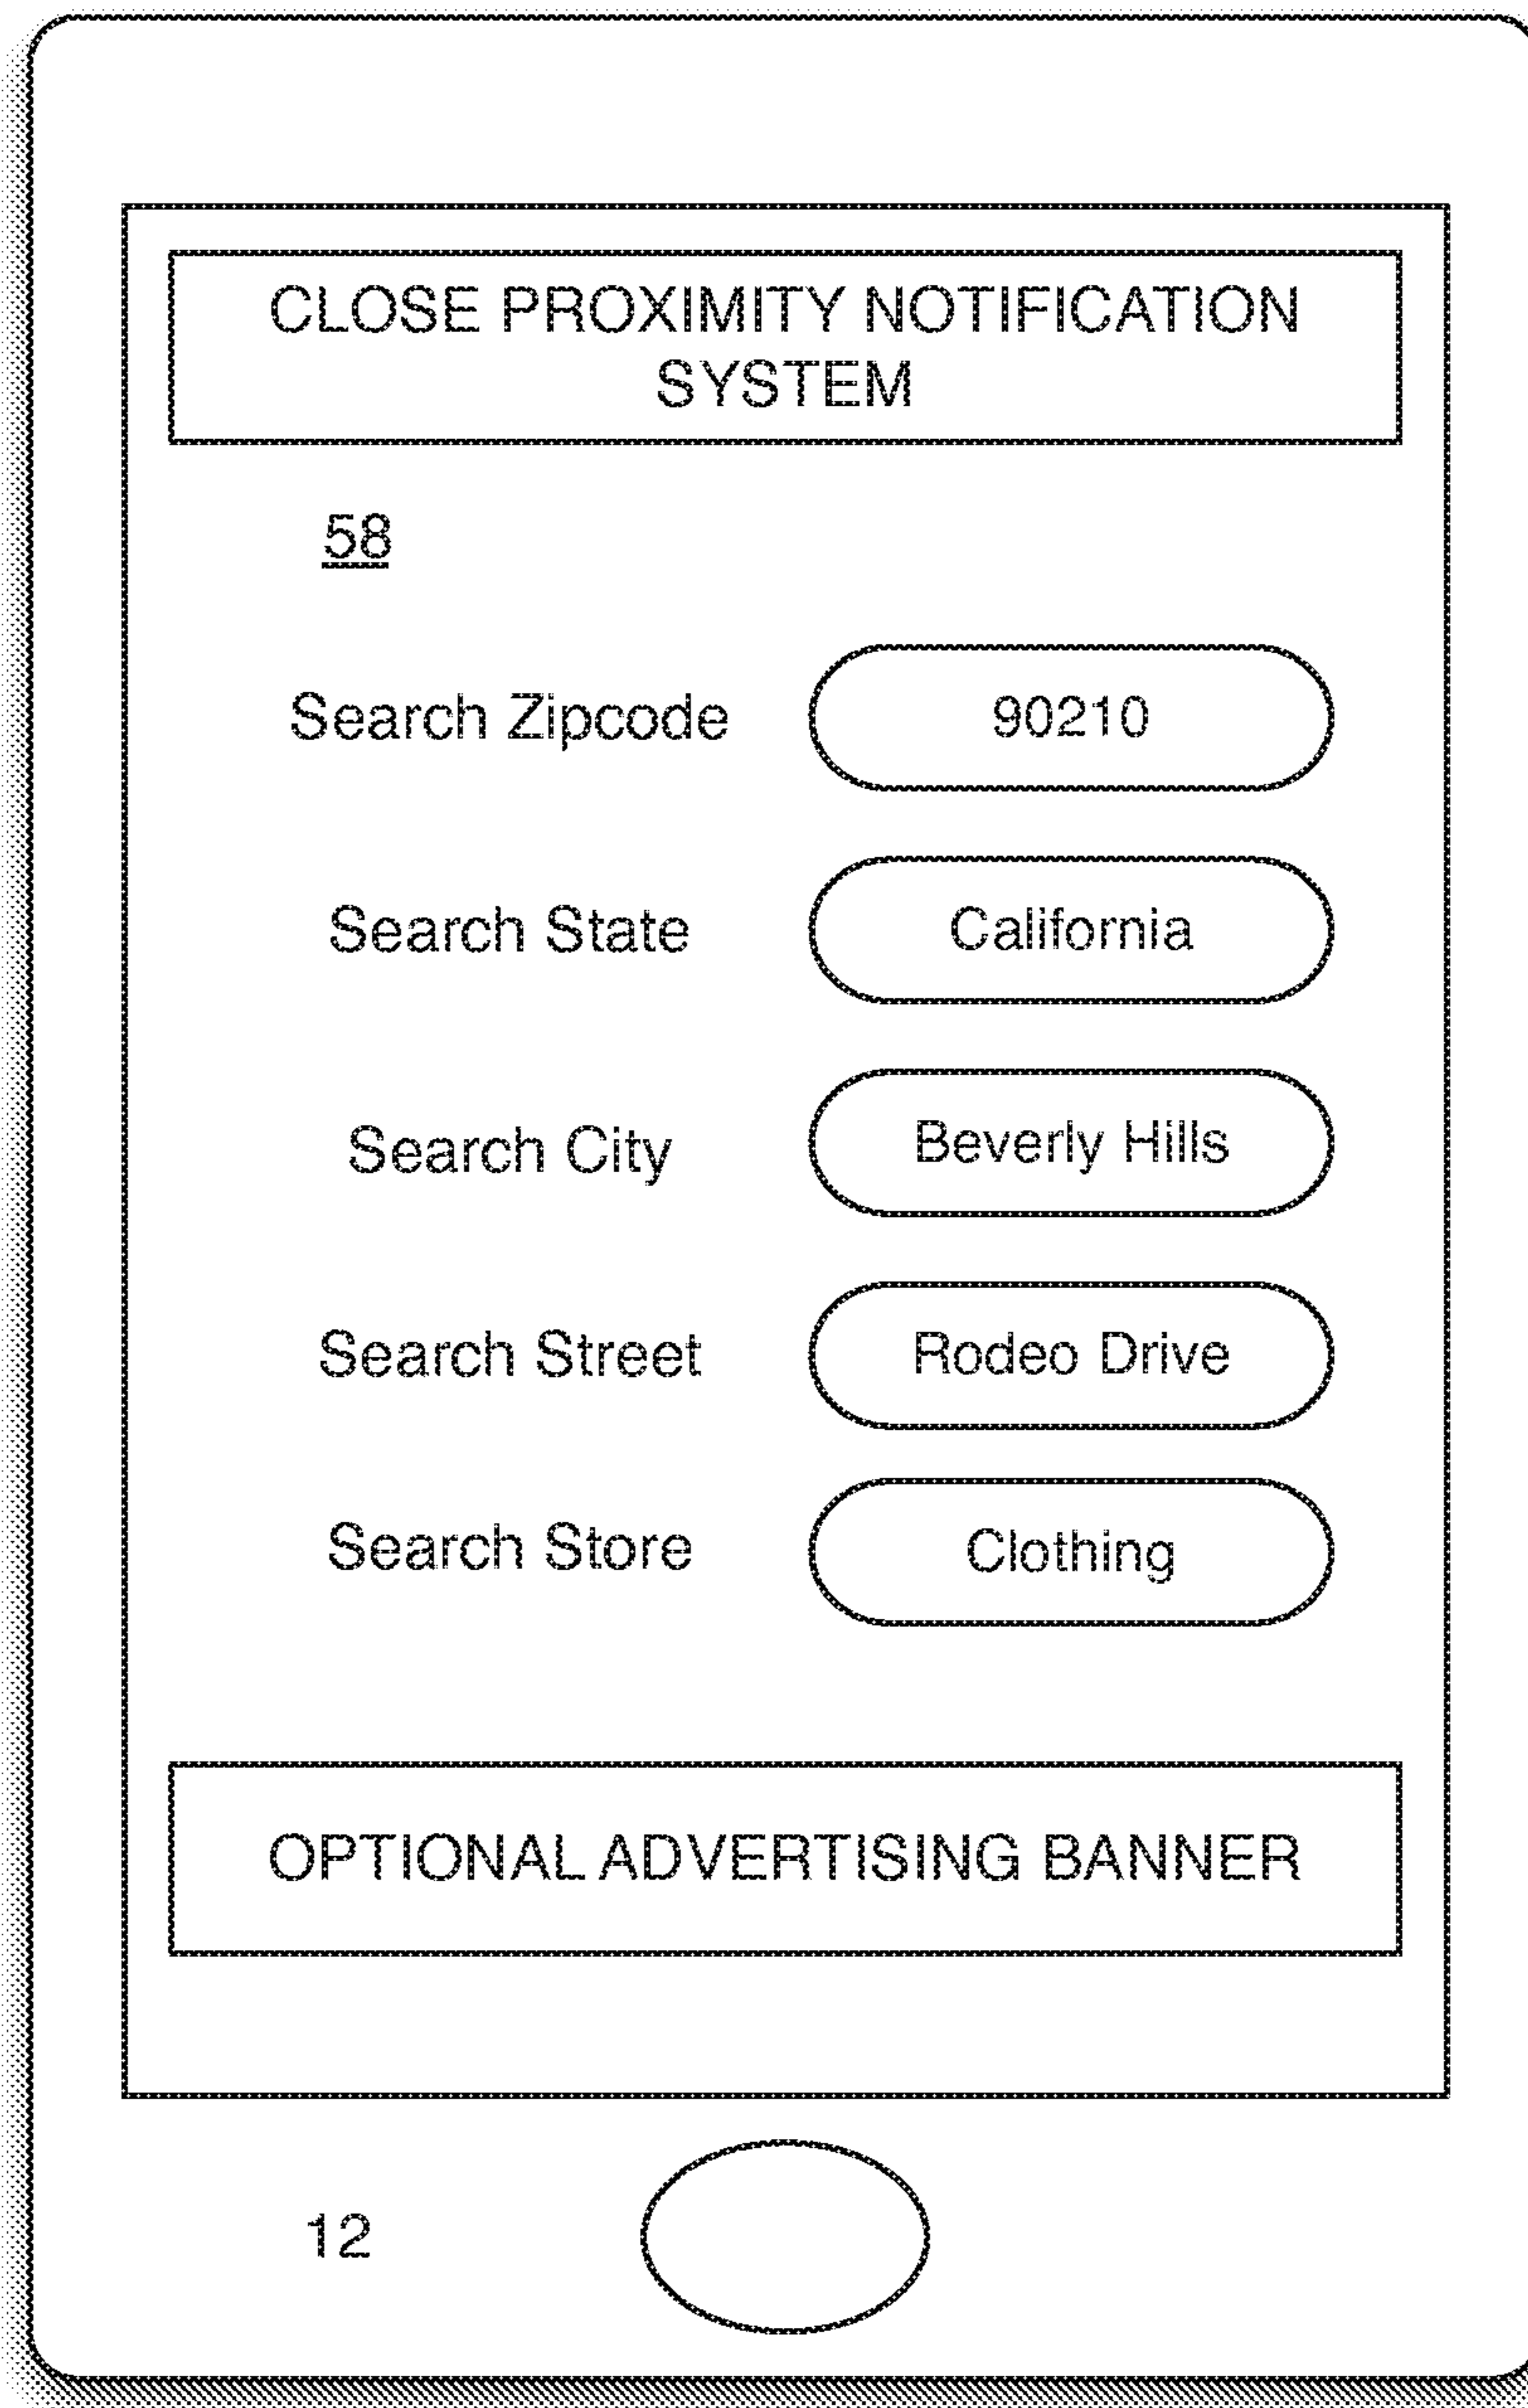 CLOSE PROXIMITY NOTIFICATION
SYSTEM
58
Search Zipcode 90210
Search State California
Search City Beverly Hills
Search Street Rodeo Drive
Search Store Clothing
OPTIONAL ADVERTISING BANNER
12